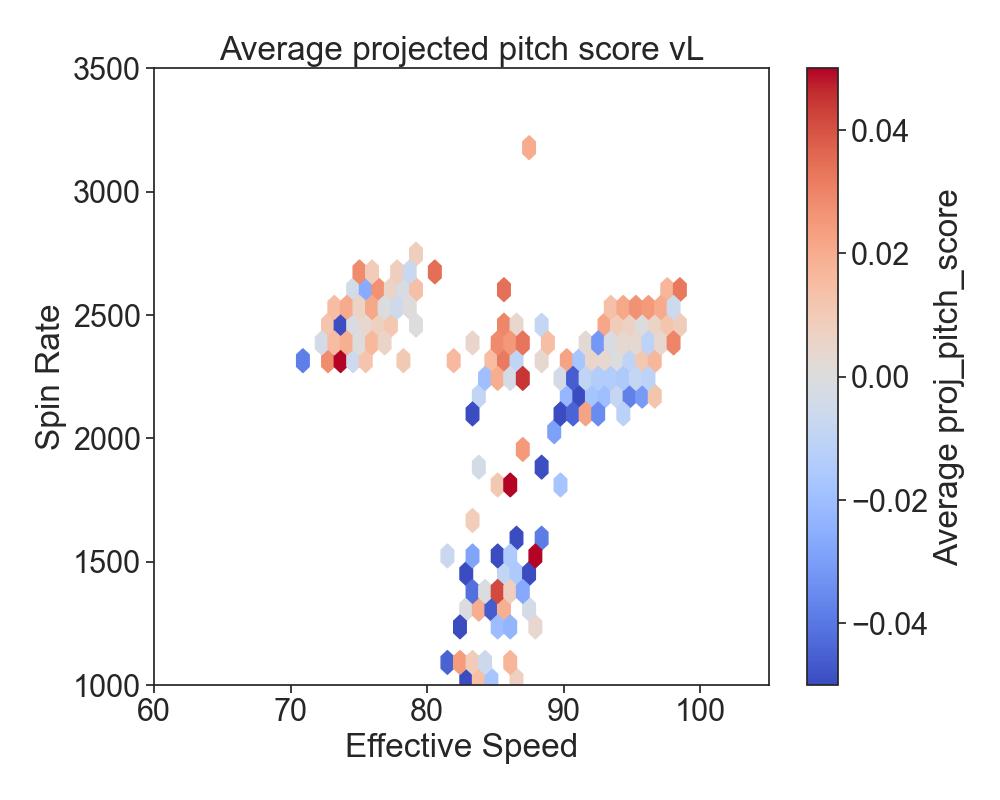 Average projected pitch score vL
3500
3000
2500
2000
1500
1000
Spin Rate
60 70 80 90 100
Effective Speed
0.04
0.02
0.00
−0.02
−0.04
Average proj_pitch_score